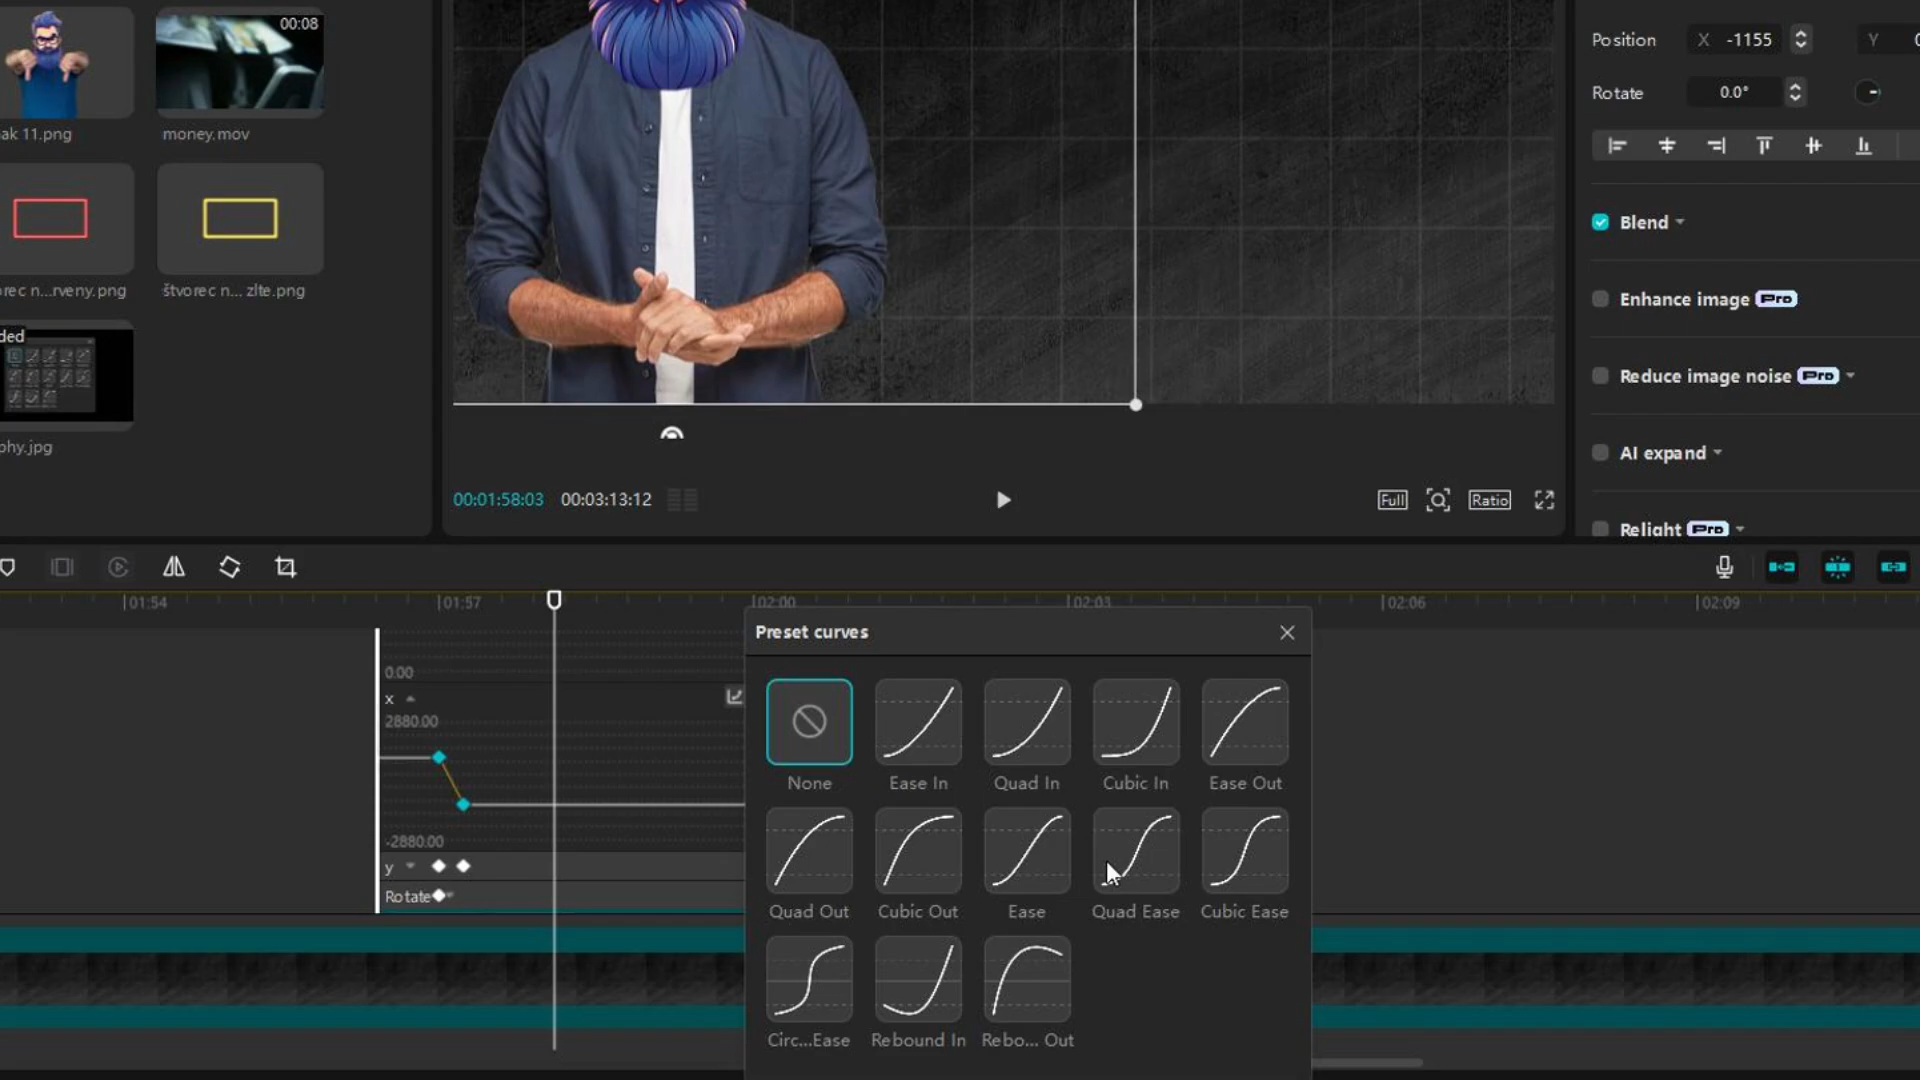 00:08
ak 11.png
money.mov
orec n...rveny.png
štvorec n... zlte.png
ded
phy.jpg
00:01:58:03
00:03:13:12
Full
Ratio
Position
X
-1155
Y
0
Rotate
0.0°
Blend
Enhance image Pro
Reduce image noise Pro
AI expand
Relight Pro
01:54
01:57
02:00
02:03
02:06
02:09
0.00
x
2880.00
-2880.00
y
Rotate
Preset curves
None
Ease In
Quad In
Cubic In
Ease Out
Quad Out
Cubic Out
Ease
Quad Ease
Cubic Ease
Circ...Ease
Rebound In
Rebo... Out